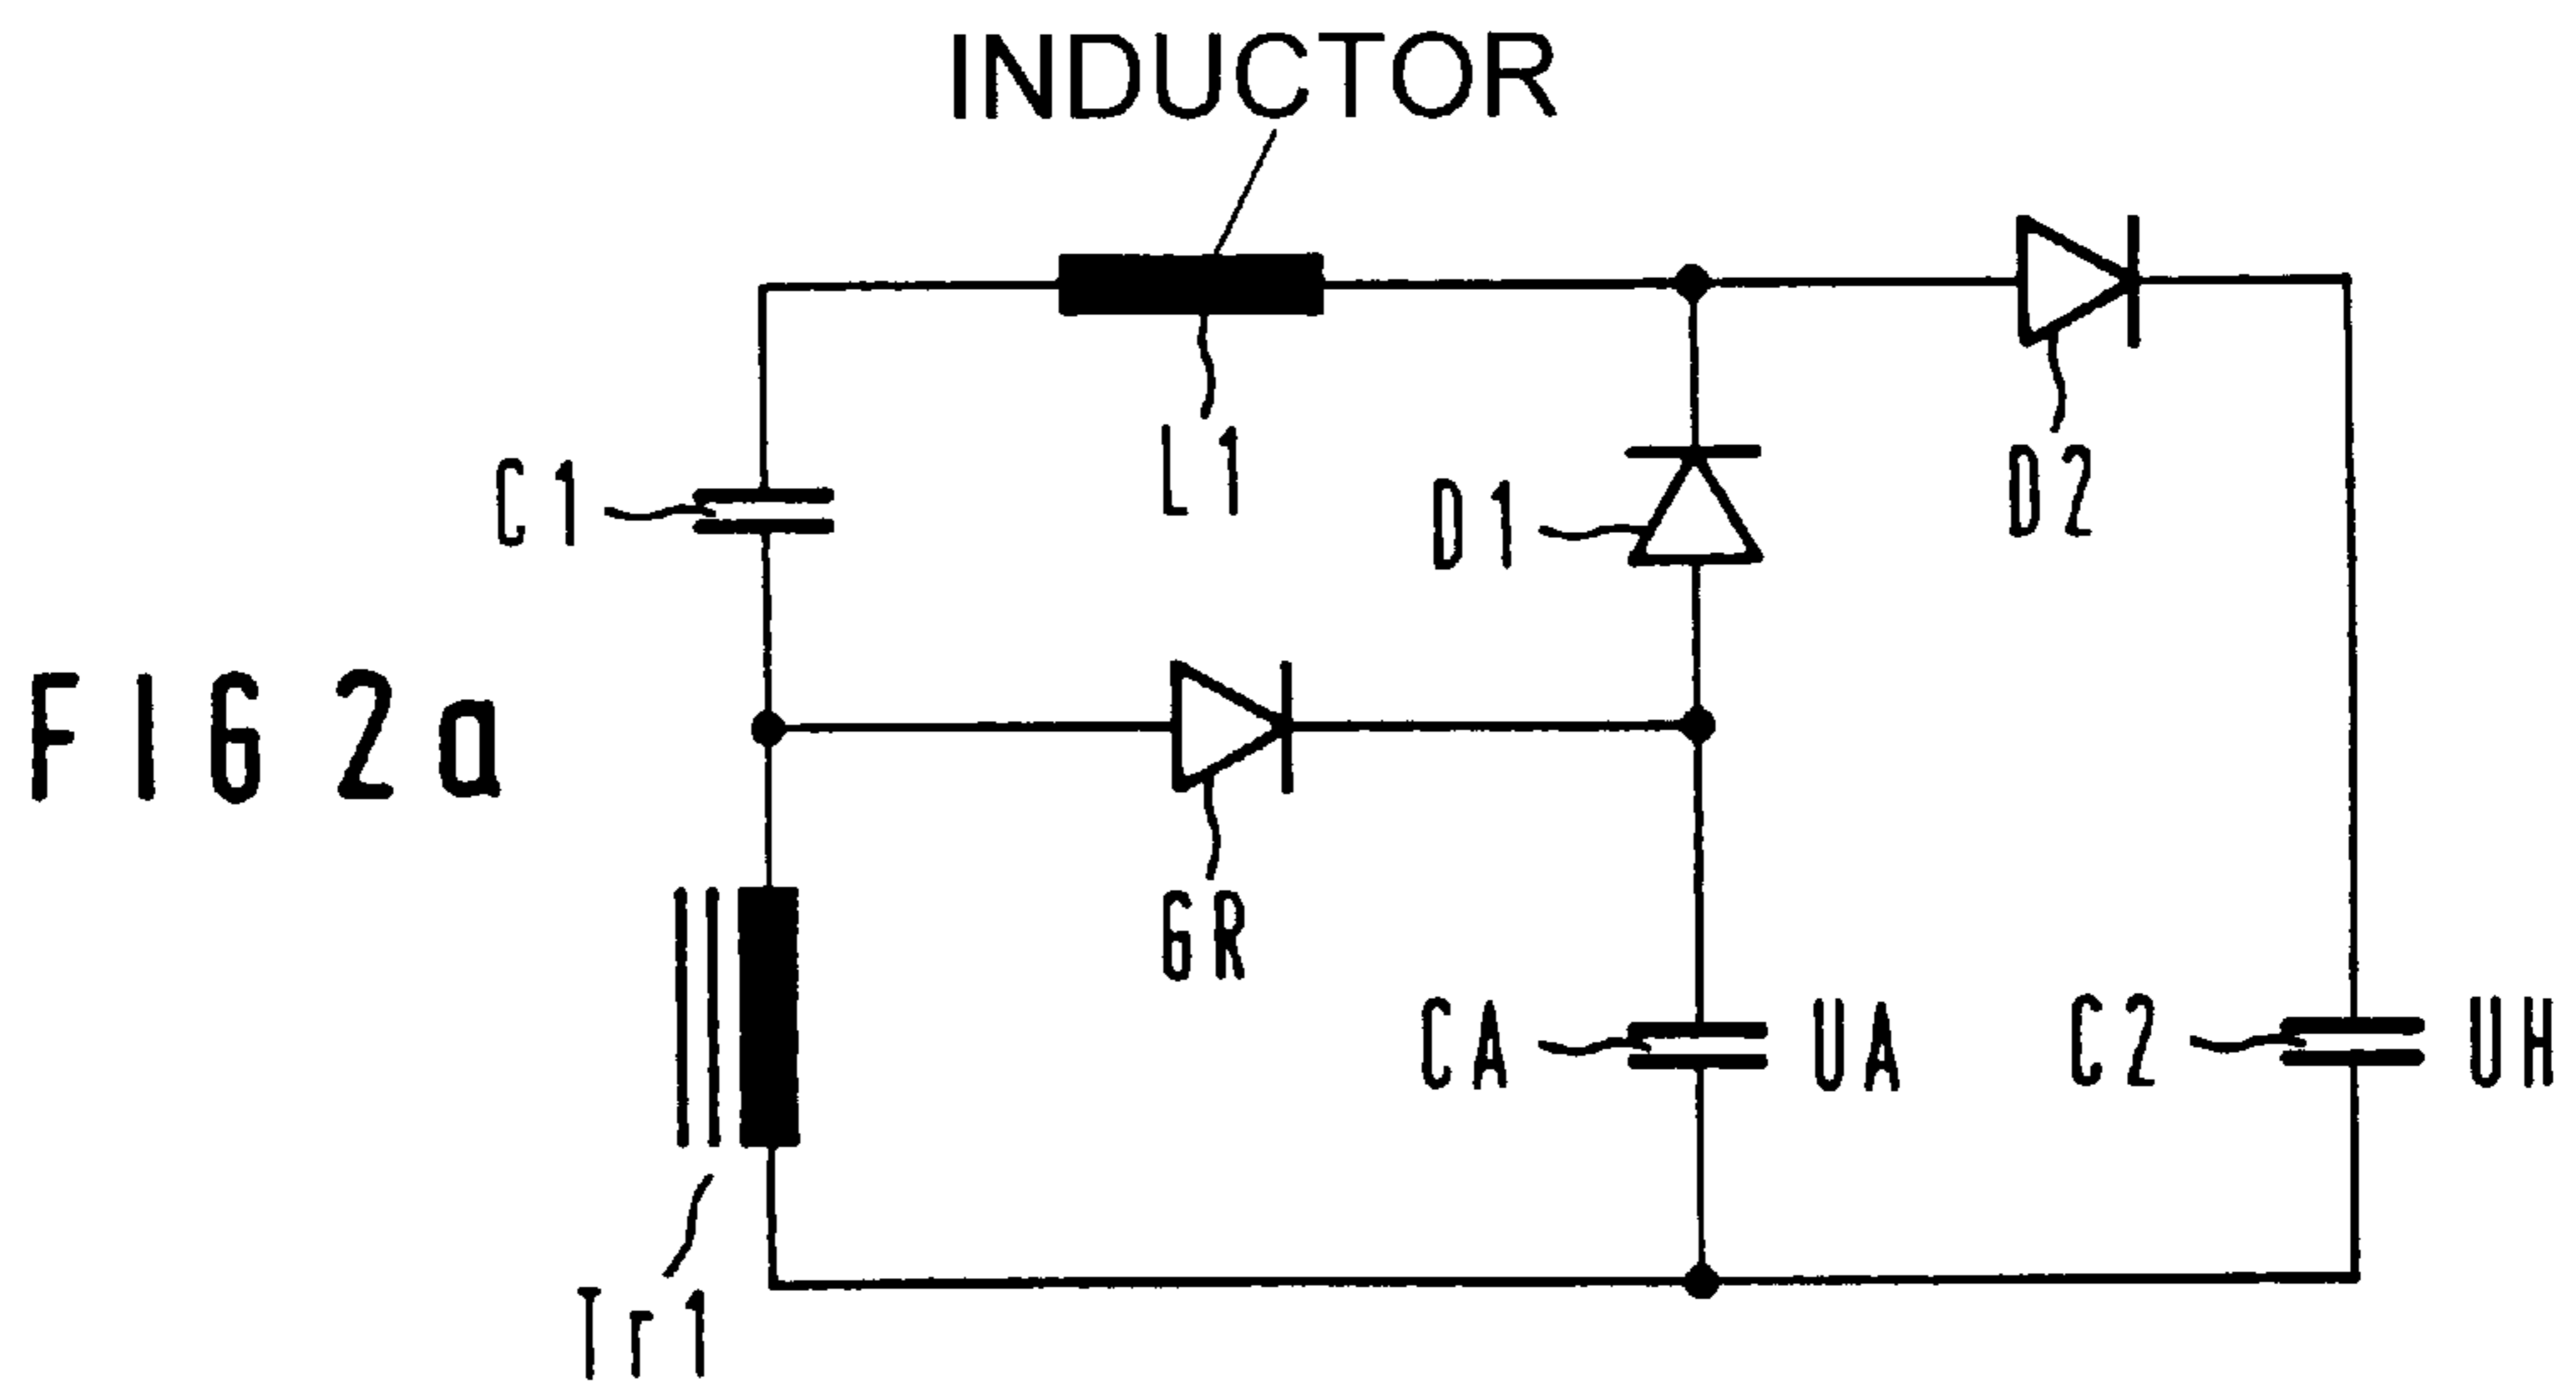 INDUCTOR
L1
C1
D1
D2
FIG 2a
GR
CA
UA
C2
UH
Tr1